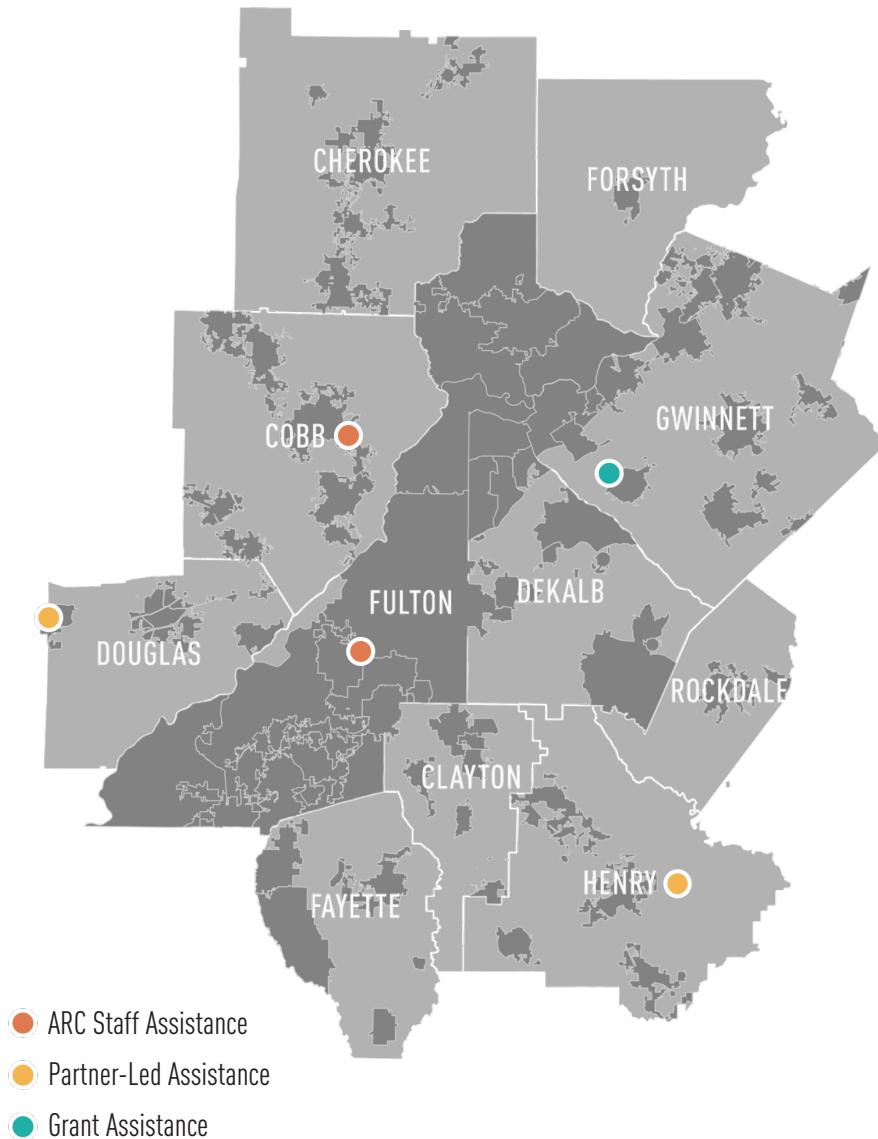 CHEROKEE
FORSYTH
GWINNETT
COBB
FULTON
DEKALB
DOUGLAS
ROCKDALE
CLAYTON
HENRY
FAYETTE
ARC Staff Assistance
Partner-Led Assistance
Grant Assistance